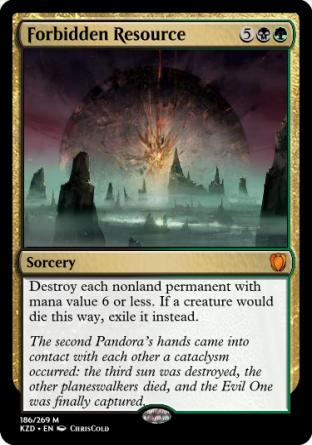 Forbidden Resource 5
Sorcery
Destroy each nonland permanent with
mana value 6 or less. If a creature would
die this way, exile it instead.
The second Pandora's hands came into
contact with each other a cataclysm
occurred: the third sun was destroyed, the
other planeswalkers died, and the Evil One
was finally captured.
186/269 M
KZD • EN ChrisCold